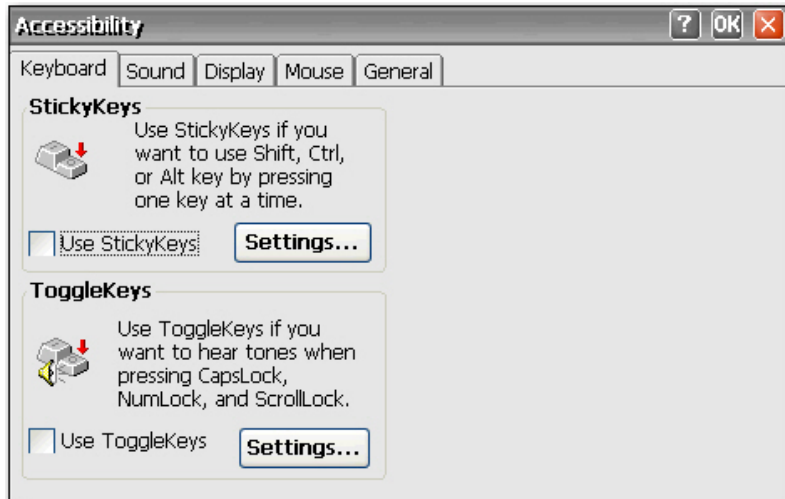 Accessibility ? OK X
Keyboard Sound Display Mouse General
StickyKeys
Use StickyKeys if you
want to use Shift, Ctrl,
or Alt key by pressing
one key at a time.
Use StickyKeys Settings...
ToggleKeys
Use ToggleKeys if you
want to hear tones when
pressing CapsLock,
NumLock, and ScrollLock.
Use ToggleKeys Settings...